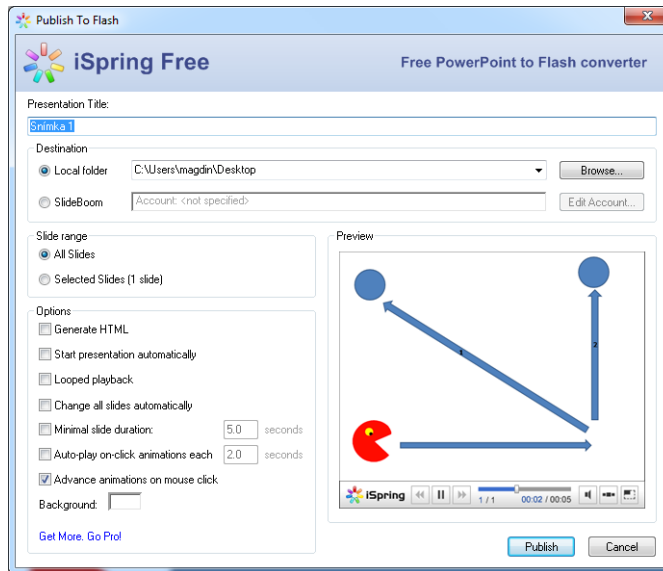 Publish To Flash
iSpring Free
Free PowerPoint to Flash converter
Presentation Title:
Snímka 1
Destination
Local folder
C:\Users\magdin\Desktop
Browse...
SlideBoom
Account: <not specified>
Edit Account...
Slide range
All Slides
Selected Slides (1 slide)
Options
Generate HTML
Start presentation automatically
Looped playback
Change all slides automatically
Minimal slide duration: 5.0 seconds
Auto-play on-click animations each 2.0 seconds
Advance animations on mouse click
Background:
Get More. Go Pro!
Preview
1
2
iSpring
1 / 1
00:02 / 00:05
Publish
Cancel